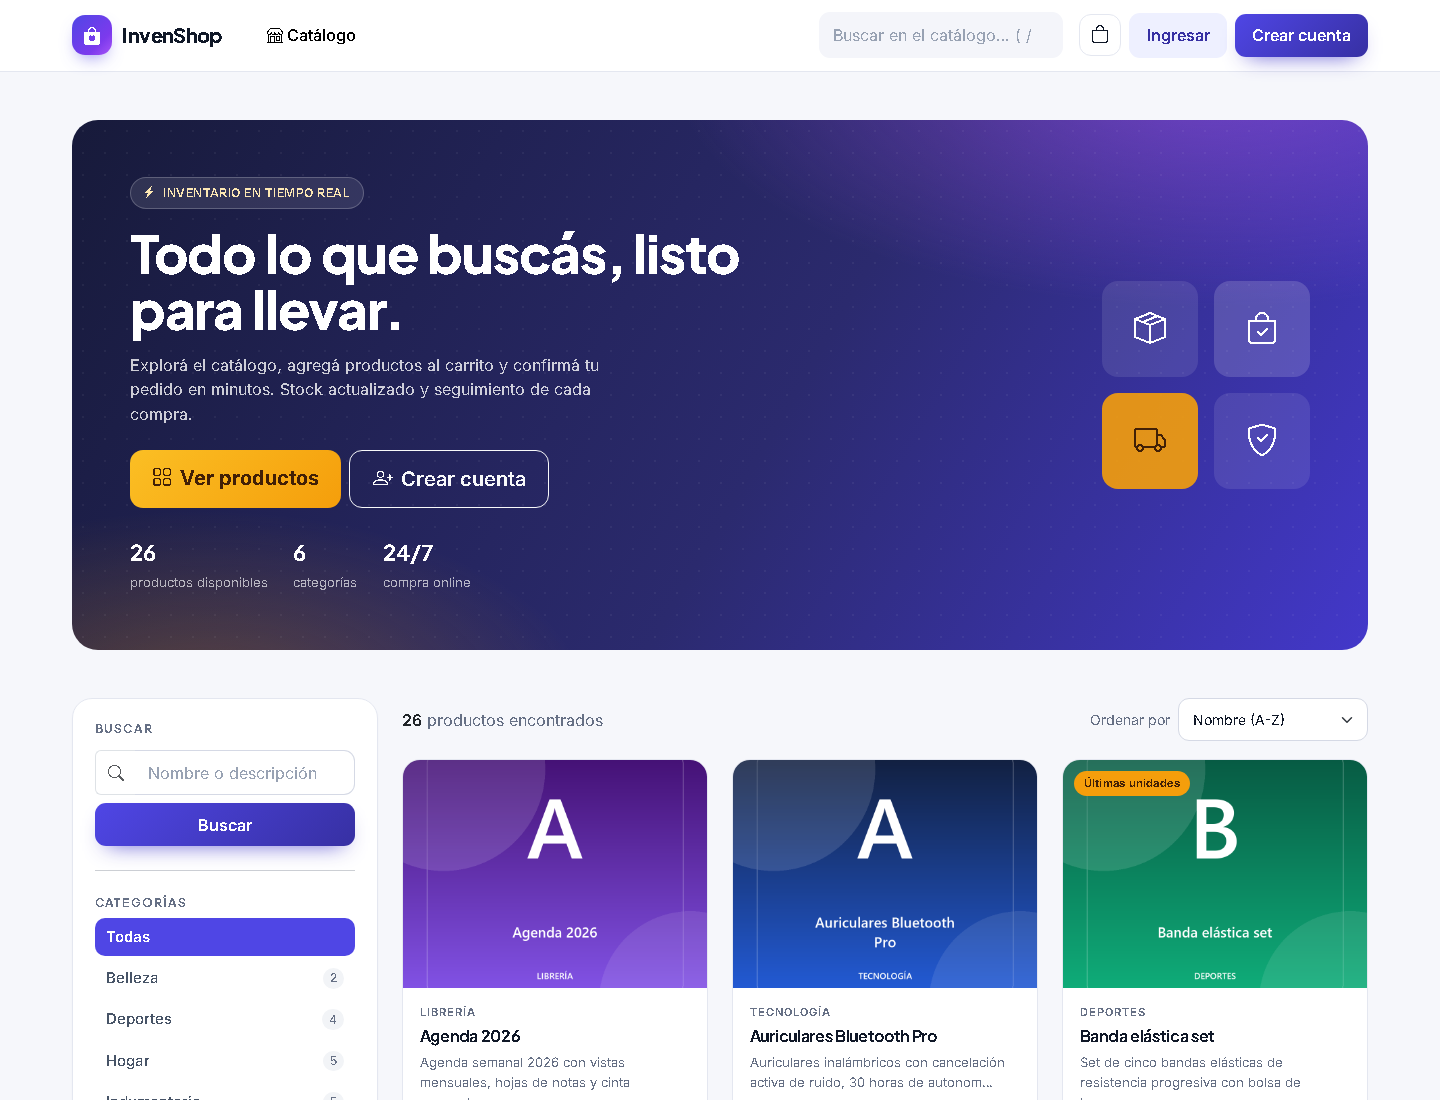 InvenShop
Catálogo
Buscar en el catálogo... ( /
Ingresar
Crear cuenta
INVENTARIO EN TIEMPO REAL
Todo lo que buscás, listo
para llevar.
Explorá el catálogo, agregá productos al carrito y confirmá tu
pedido en minutos. Stock actualizado y seguimiento de cada
compra.
Ver productos
Crear cuenta
26
productos disponibles
6
categorías
24/7
compra online
BUSCAR
Nombre o descripción
Buscar
CATEGORÍAS
Todas
Belleza 2
Deportes 4
Hogar 5
26 productos encontrados
Ordenar por
Nombre (A-Z)
A
Agenda 2026
LIBRERÍA
LIBRERÍA
Agenda 2026
Agenda semanal 2026 con vistas
mensuales, hojas de notas y cinta
A
Auriculares Bluetooth
Pro
TECNOLOGÍA
TECNOLOGÍA
Auriculares Bluetooth Pro
Auriculares inalámbricos con cancelación
activa de ruido, 30 horas de autonom...
Últimas unidades
B
Banda elástica set
DEPORTES
DEPORTES
Banda elástica set
Set de cinco bandas elásticas de
resistencia progresiva con bolsa de